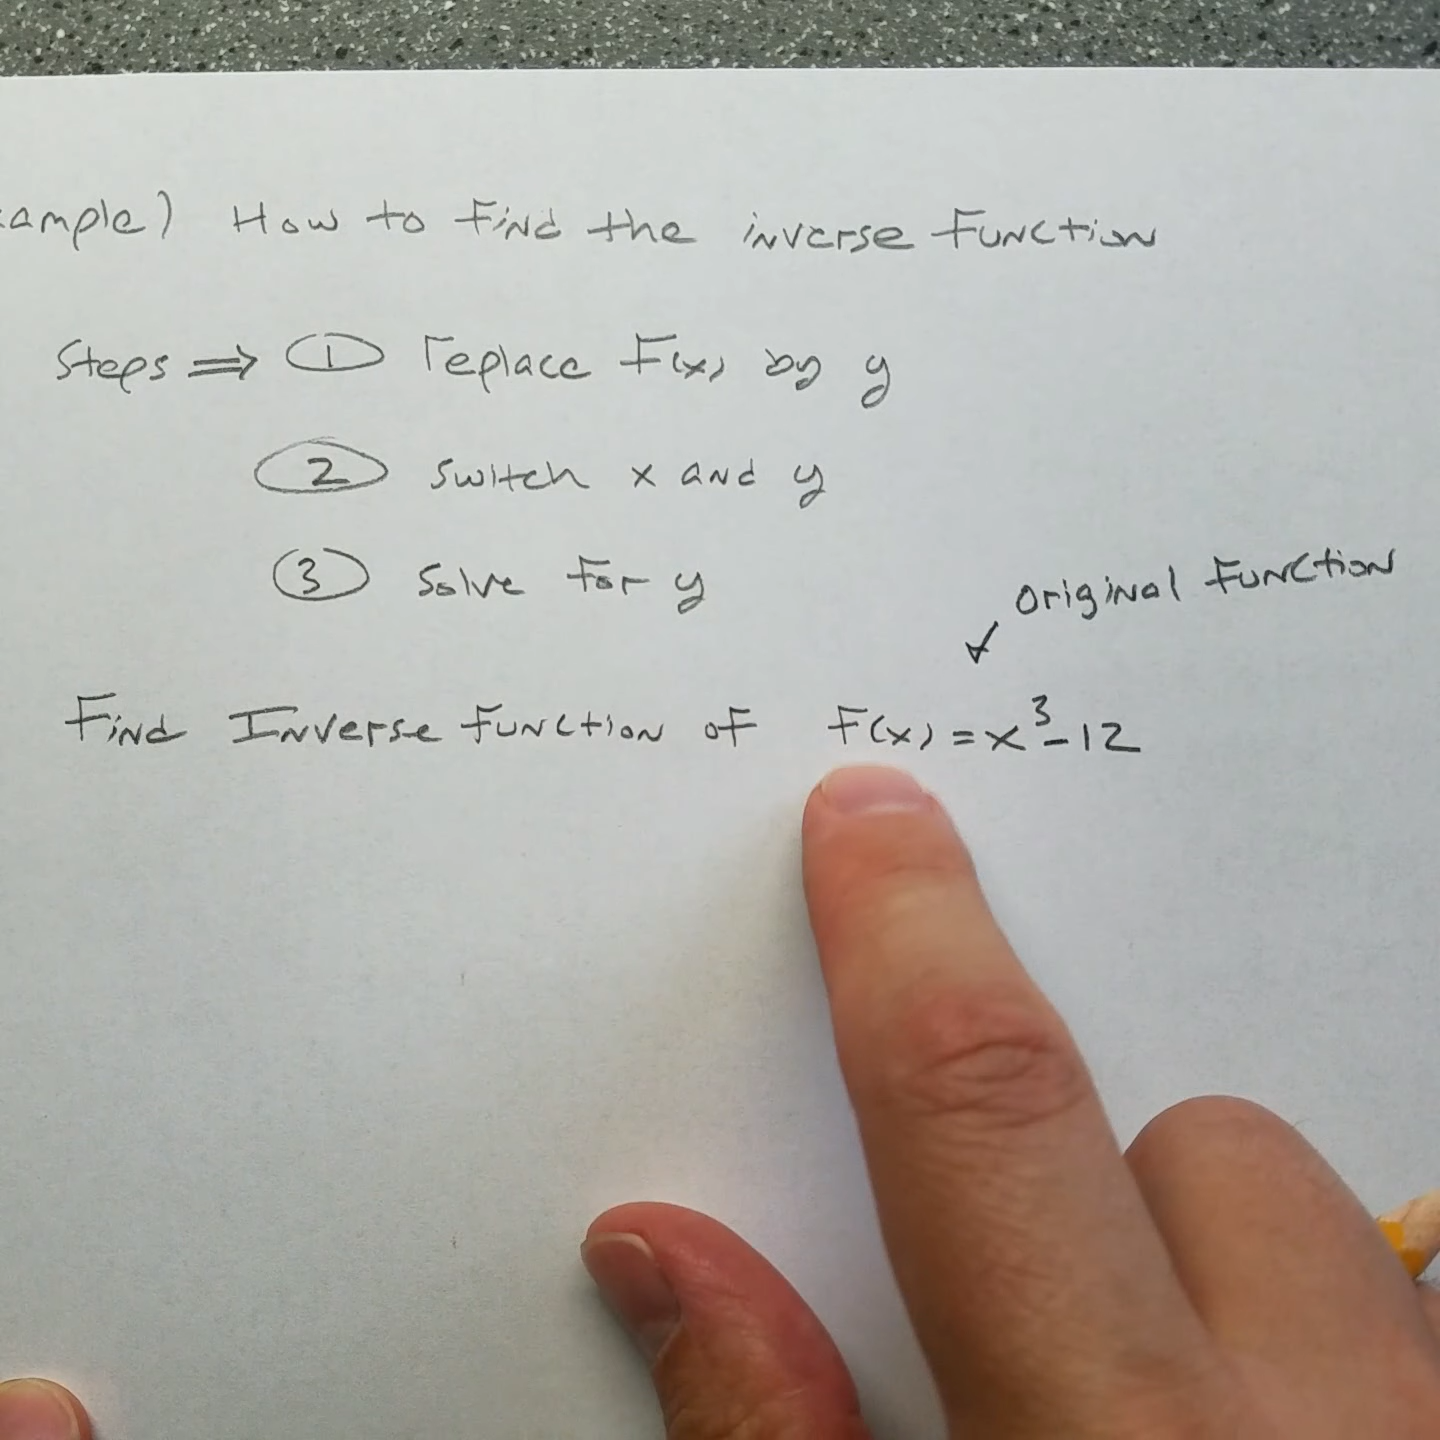 ample) How to Find the inverse Function
Steps ⇒ ① replace F(x) by y
② Switch x and y
③ Solve for y
original Function
Find Inverse Function of F(x) = x³-12